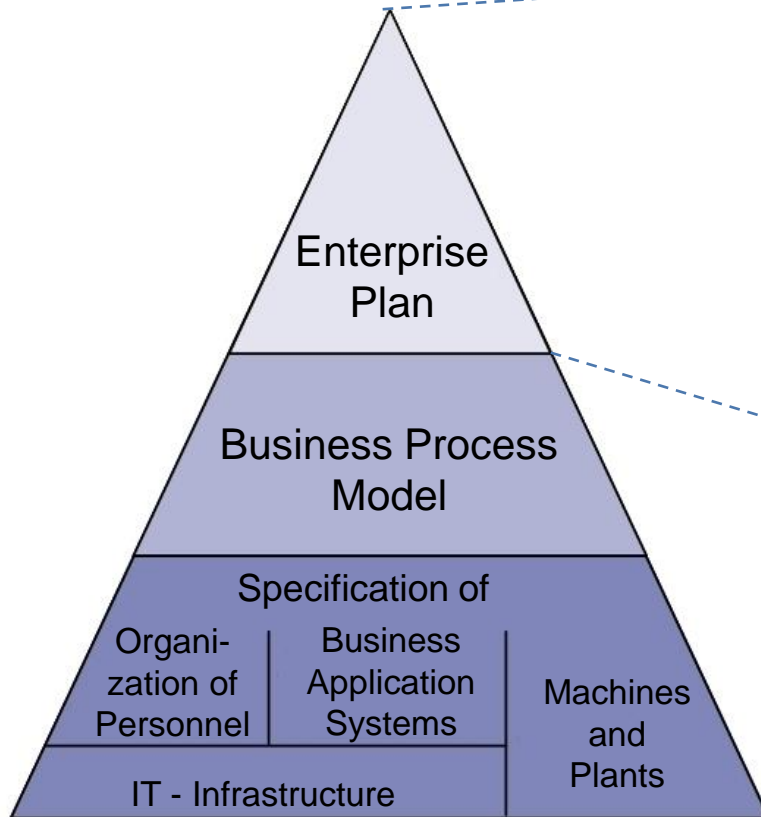 Enterprise
Plan
Business Process
Model
Specification of
Organi-
zation of
Personnel
Business
Application
Systems
Machines
and
Plants
IT - Infrastructure